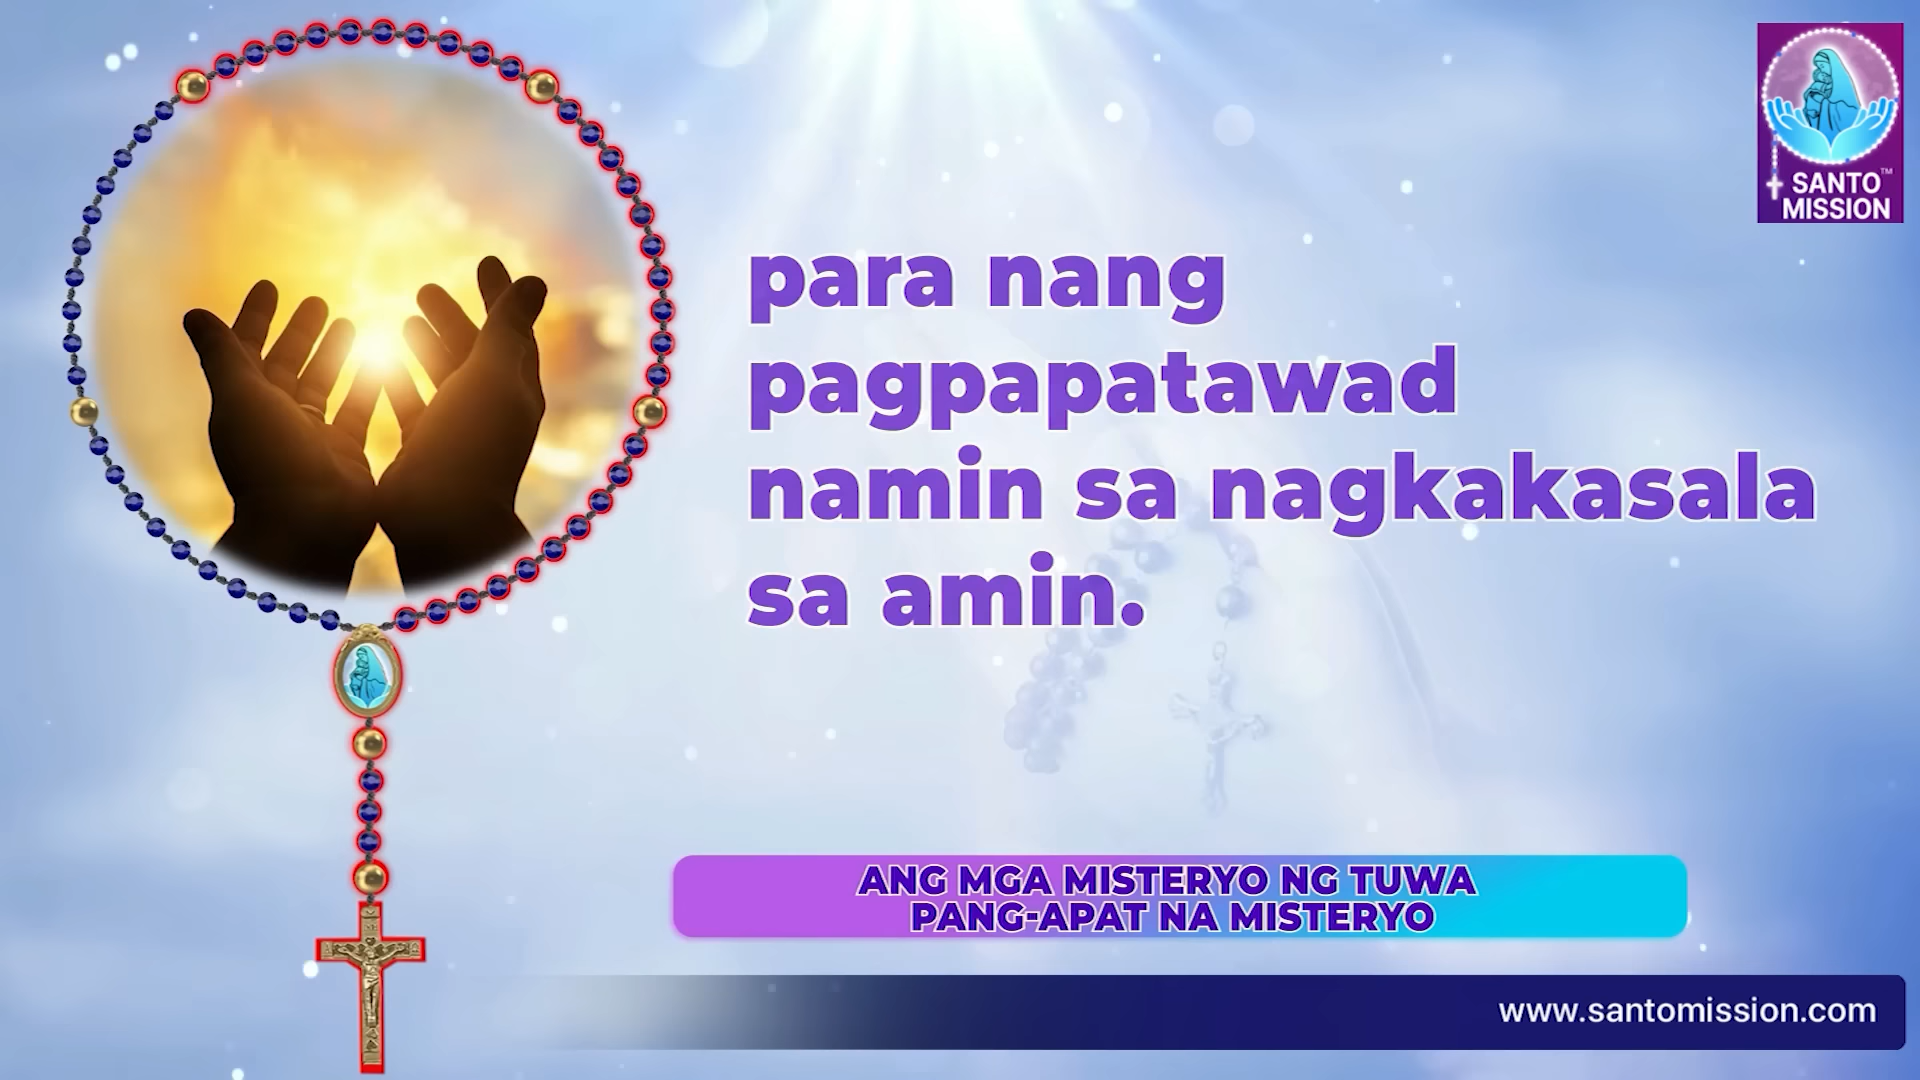 SANTO™
MISSION
para nang
pagpapatawad
namin sa nagkakasala
sa amin.
ANG MGA MISTERYO NG TUWA
PANG-APAT NA MISTERYO
www.santomission.com